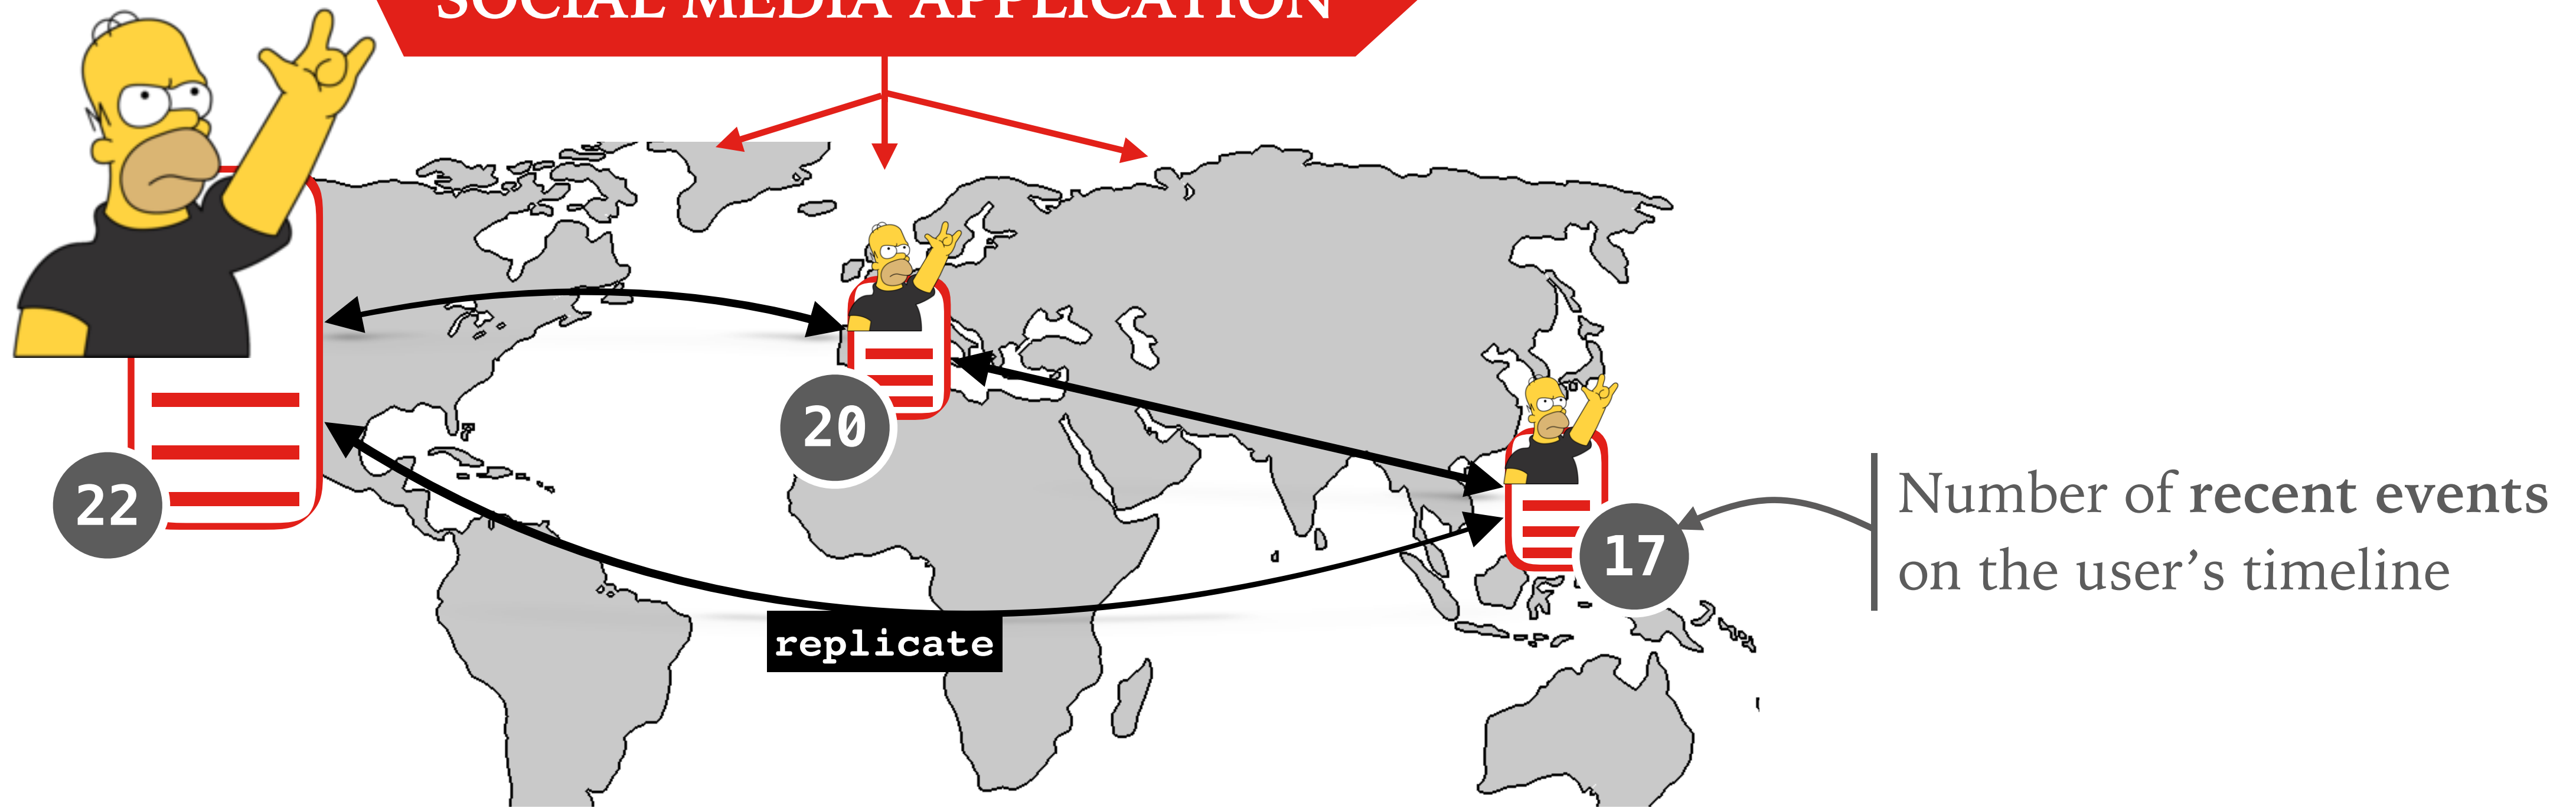 SOCIAL MEDIA APPLICATION
20
22
17
replicate
Number of recent events
on the user’s timeline